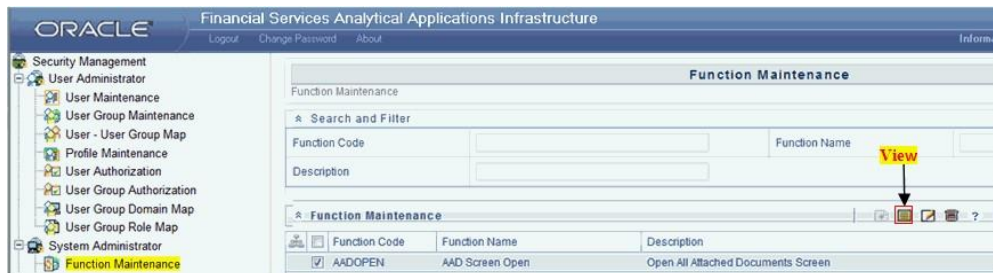 ORACLE
Financial Services Analytical Applications Infrastructure
Logout Change Password About
Security Management
User Administrator
User Maintenance
User Group Maintenance
User - User Group Map
Profile Maintenance
User Authorization
User Group Authorization
User Group Domain Map
User Group Role Map
System Administrator
Function Maintenance
Function Maintenance
Function Maintenance
Search and Filter
Function Code
Function Name
Description
View
Function Maintenance
?
Function Code Function Name Description
AADOPEN AAD Screen Open Open All Attached Documents Screen